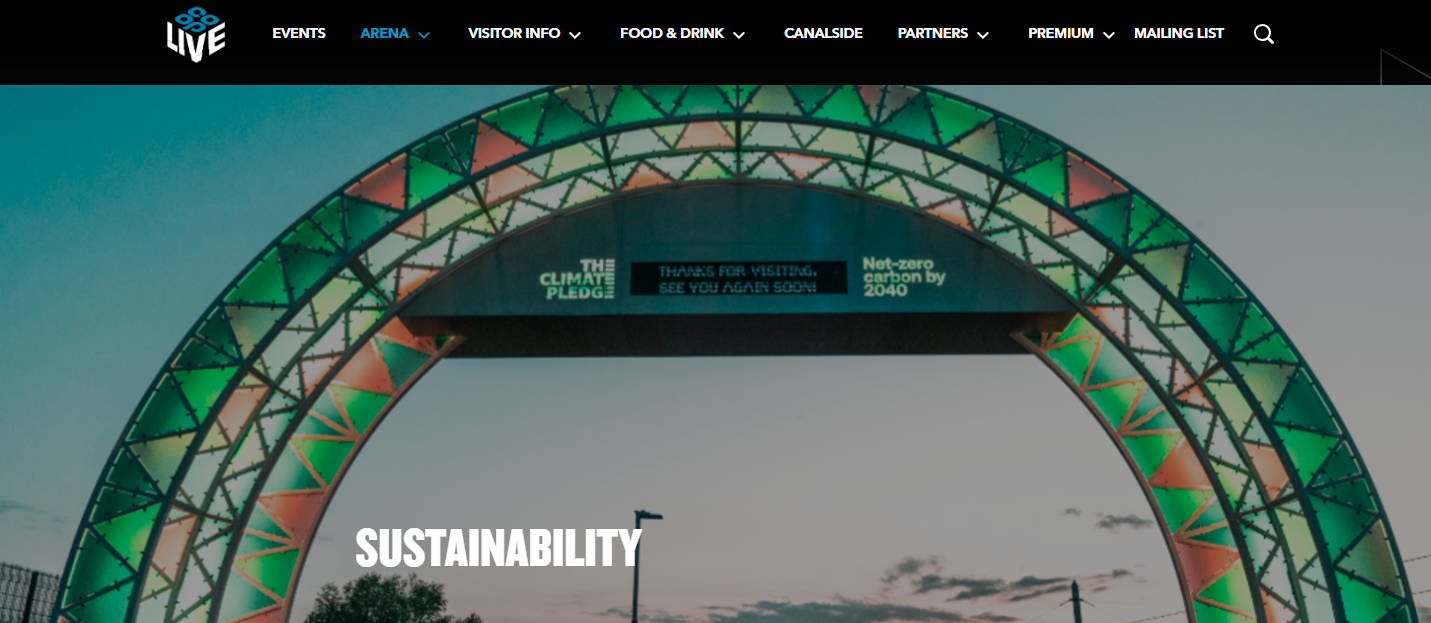 LIVE
EVENTS
ARENA
VISITOR INFO
FOOD & DRINK
CANALSIDE
PARTNERS
PREMIUM
MAILING LIST
THE
CLIMATE
PLEDGE
THANKS FOR VISITING.
SEE YOU AGAIN SOON!
Net-zero
carbon by
2040
SUSTAINABILITY